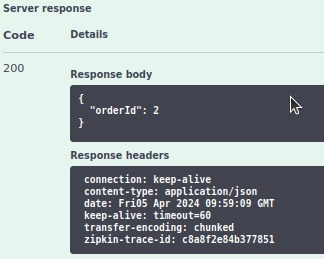 Server response
Code Details
200
Response body
{
"orderId": 2
}
Response headers
connection: keep-alive
content-type: application/json
date: Fri05 Apr 2024 09:59:09 GMT
keep-alive: timeout=60
transfer-encoding: chunked
zipkin-trace-id: c8a8f2e84b377851